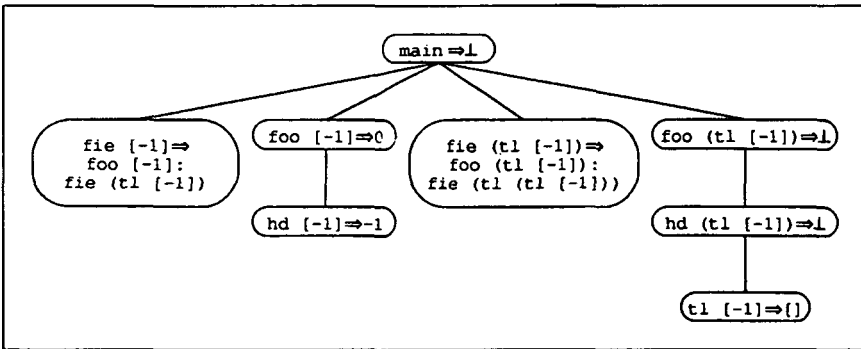 main ⇒⊥
fie [-1]⇒
foo [-1]:
fie (tl [-1])
foo [-1]⇒0
fie (tl [-1])⇒
foo (tl [-1]):
fie (tl (tl [-1]))
foo (tl [-1])⇒⊥
hd [-1]⇒-1
hd (tl [-1])⇒⊥
tl [-1]⇒[]